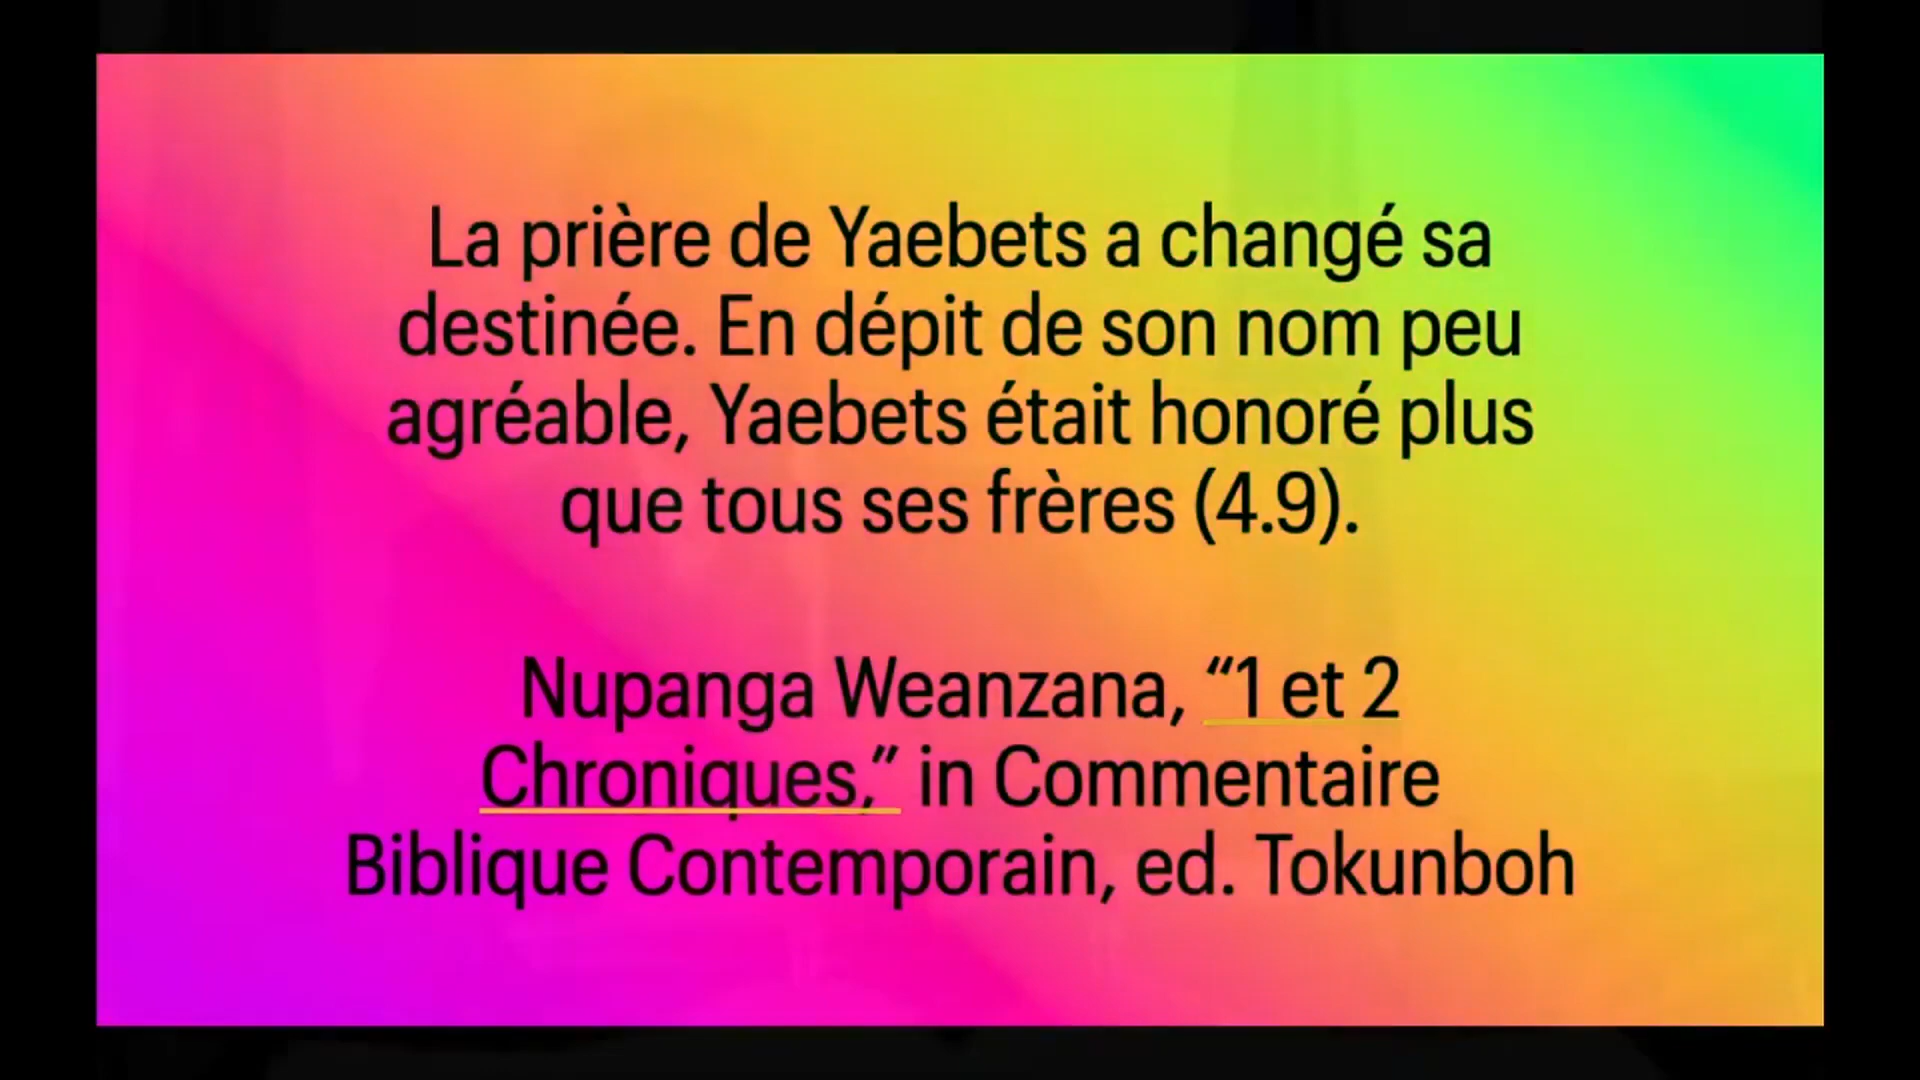 La prière de Yaebets a changé sa
destinée. En dépit de son nom peu
agréable, Yaebets était honoré plus
que tous ses frères (4.9).
Nupanga Weanzana, “1 et 2
Chroniques,” in Commentaire
Biblique Contemporain, ed. Tokunboh